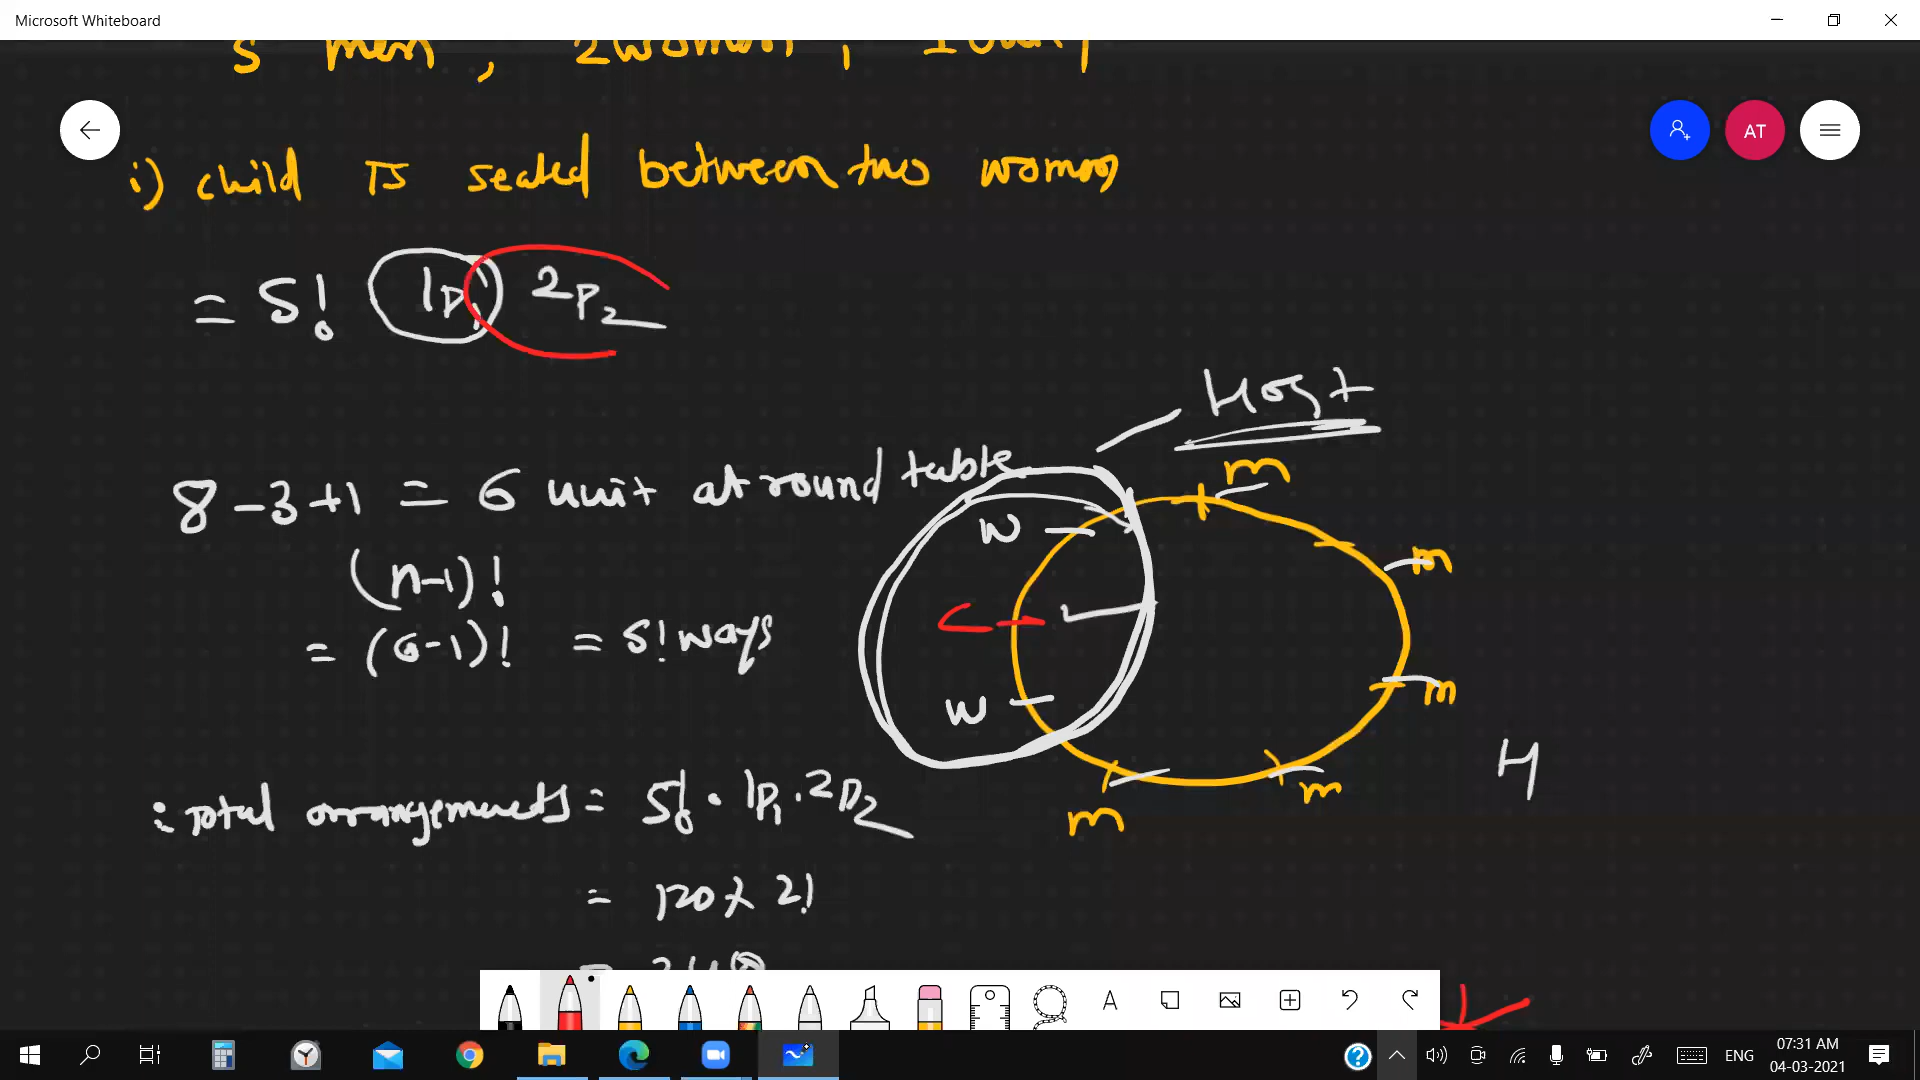 Microsoft Whiteboard
5 men, 2 women, 1
i) child is seated between two women
AT
= 5! 1P1 2P2
Host
8-3+1 = 6 unit at round table
(n-1)!
= (6-1)! = 5! ways
W
C
W
m
m
m
m
m
H
∴ Total arrangements = 5! . 1P1 . 2P2
= 120 x 2!
= 240
A
ENG
07:31 AM
04-03-2021